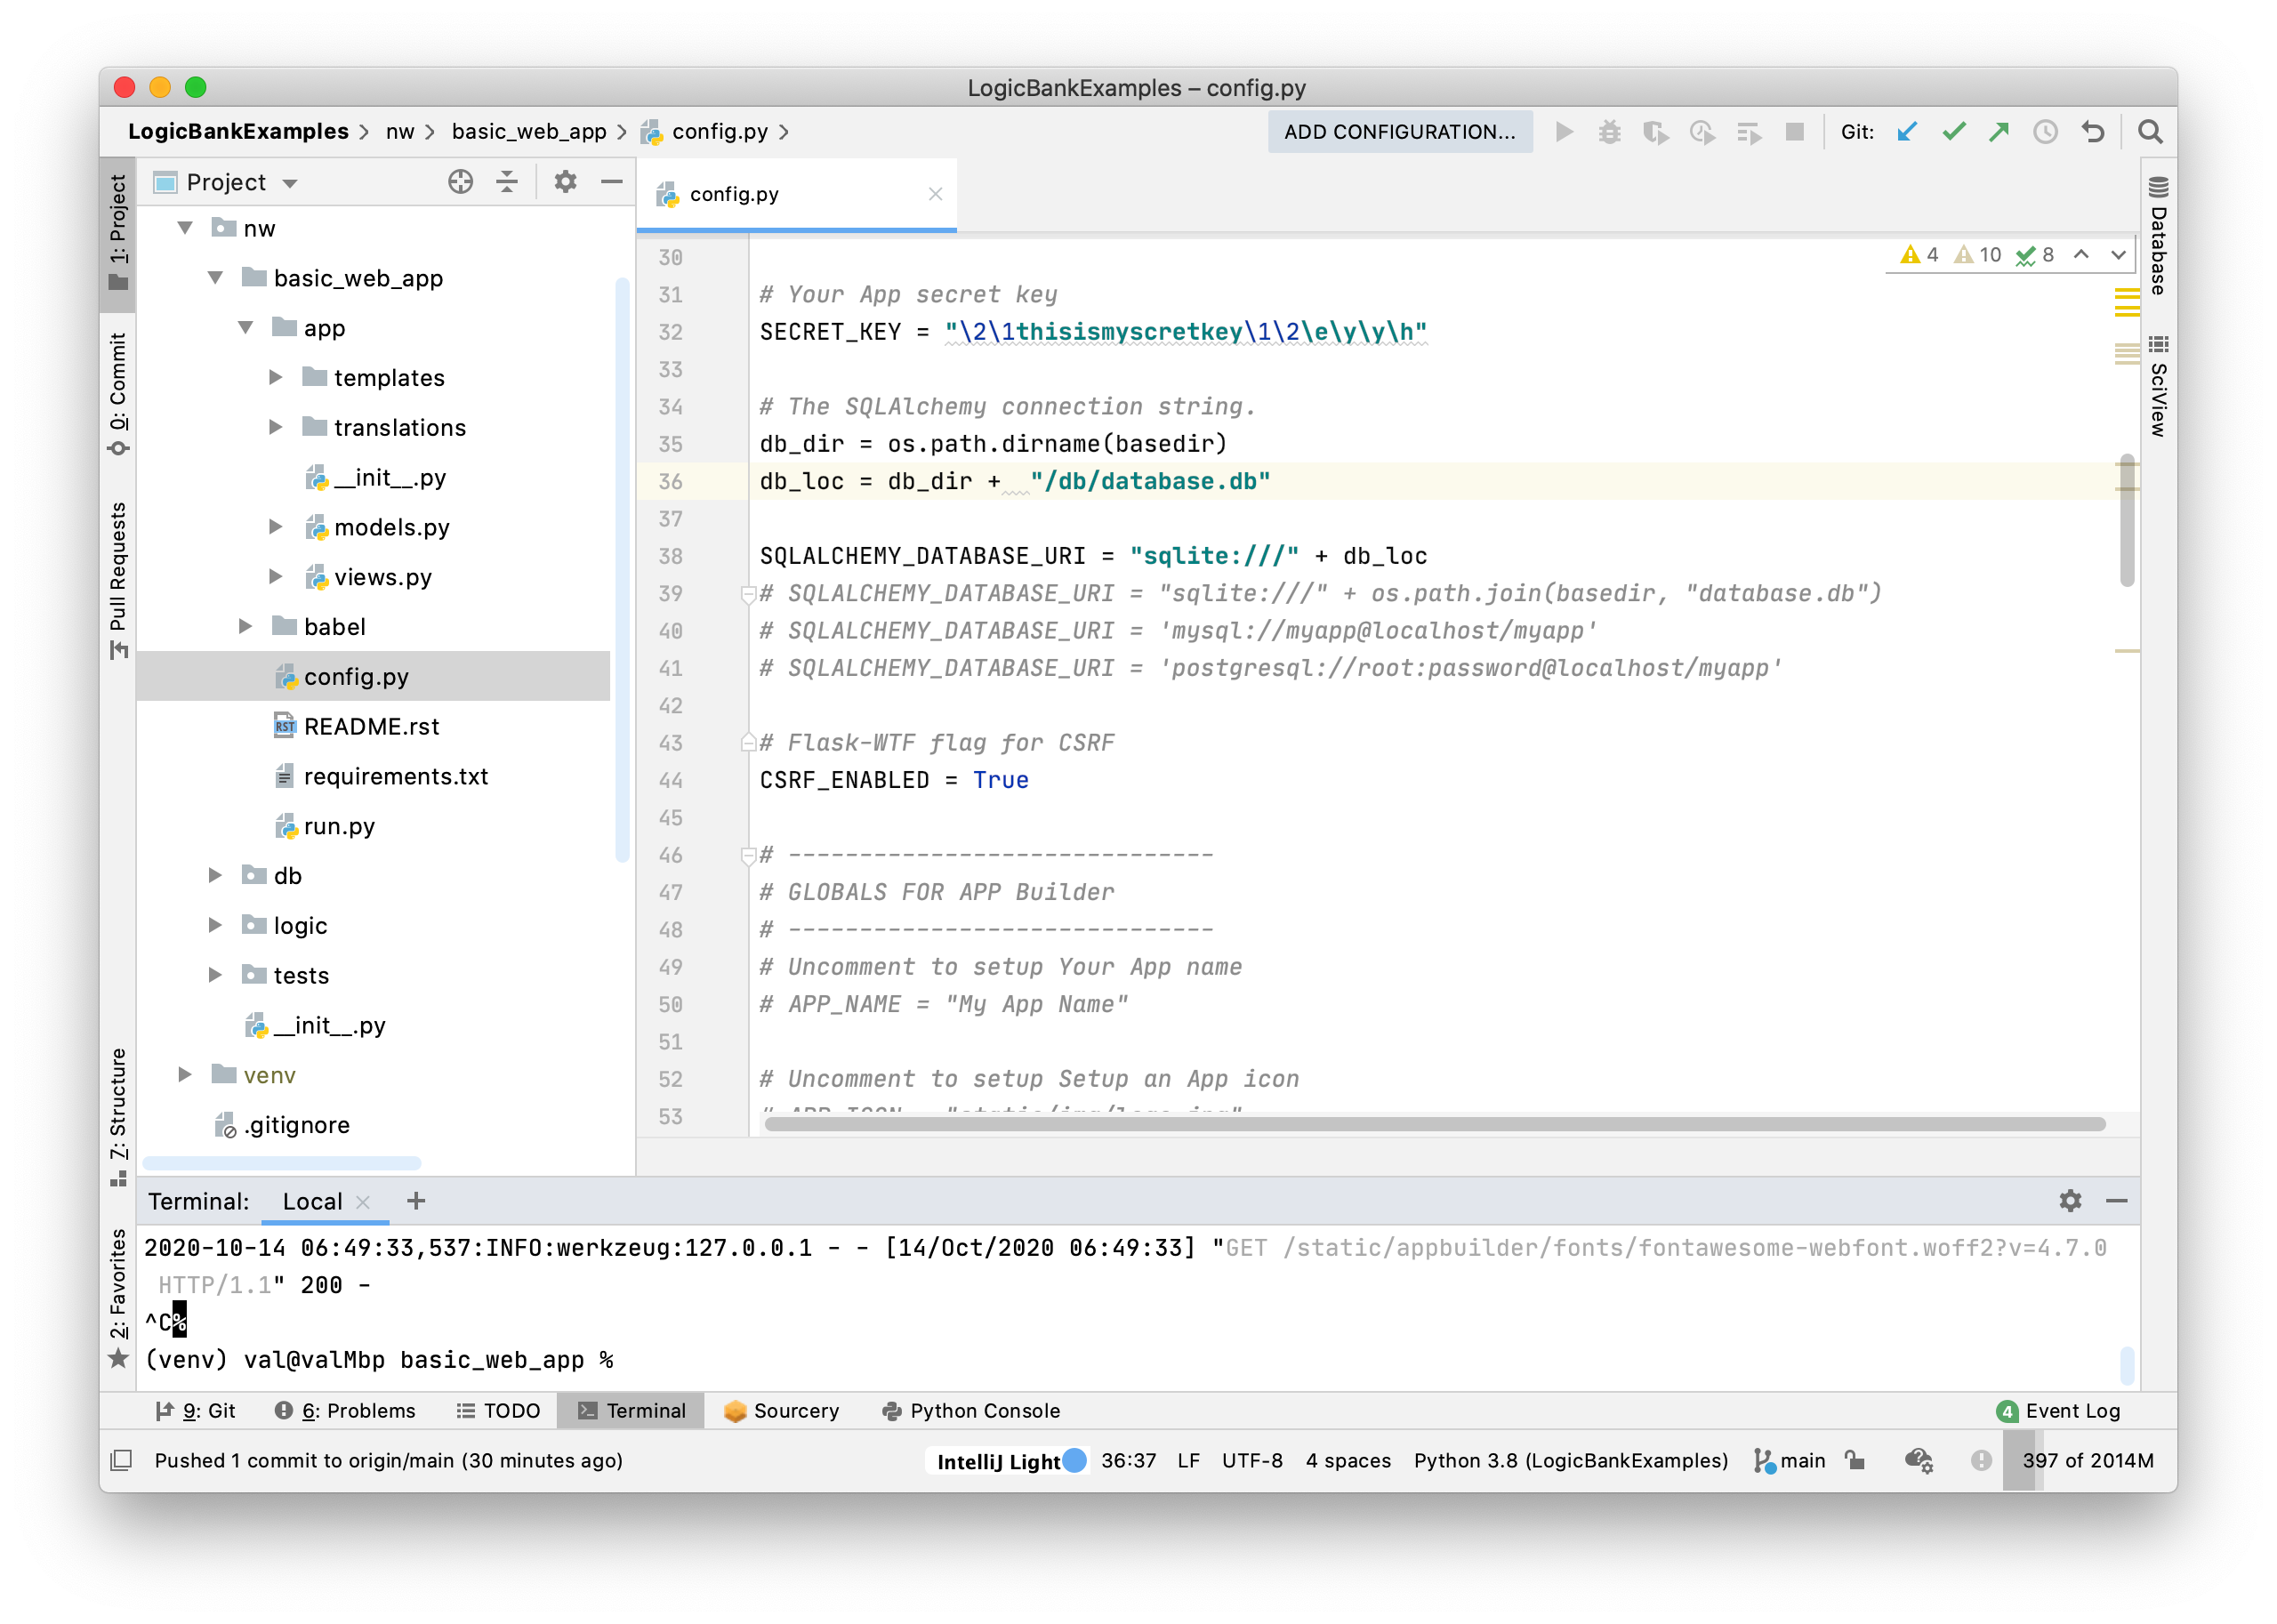 LogicBankExamples – config.py
LogicBankExamples nw basic_web_app config.py
ADD CONFIGURATION... Git:
1: Project
0: Commit
Pull Requests
7: Structure
2: Favorites
Project
nw
basic_web_app
app
templates
translations
__init__.py
models.py
views.py
babel
config.py
README.rst
requirements.txt
run.py
db
logic
tests
__init__.py
venv
.gitignore
config.py
4 10 8
30
31 # Your App secret key
32 SECRET_KEY = "\2\1thisismyscretkey\1\2\e\y\y\h"
33
34 # The SQLAlchemy connection string.
35 db_dir = os.path.dirname(basedir)
36 db_loc = db_dir +  "/db/database.db"
37
38 SQLALCHEMY_DATABASE_URI = "sqlite:///" + db_loc
39 # SQLALCHEMY_DATABASE_URI = "sqlite:///" + os.path.join(basedir, "database.db")
40 # SQLALCHEMY_DATABASE_URI = 'mysql://myapp@localhost/myapp'
41 # SQLALCHEMY_DATABASE_URI = 'postgresql://root:password@localhost/myapp'
42
43 # Flask-WTF flag for CSRF
44 CSRF_ENABLED = True
45
46 # ------------------------------
47 # GLOBALS FOR APP Builder
48 # ------------------------------
49 # Uncomment to setup Your App name
50 # APP_NAME = "My App Name"
51
52 # Uncomment to setup Setup an App icon
53
Database
SciView
Terminal: Local
2020-10-14 06:49:33,537:INFO:werkzeug:127.0.0.1 - - [14/Oct/2020 06:49:33] "GET /static/appbuilder/fonts/fontawesome-webfont.woff2?v=4.7.0
HTTP/1.1" 200 -
^C%
(venv) val@valMbp basic_web_app %
9: Git 6: Problems TODO Terminal Sourcery Python Console 4 Event Log
Pushed 1 commit to origin/main (30 minutes ago) IntelliJ Light 36:37 LF UTF-8 4 spaces Python 3.8 (LogicBankExamples) main 397 of 2014M